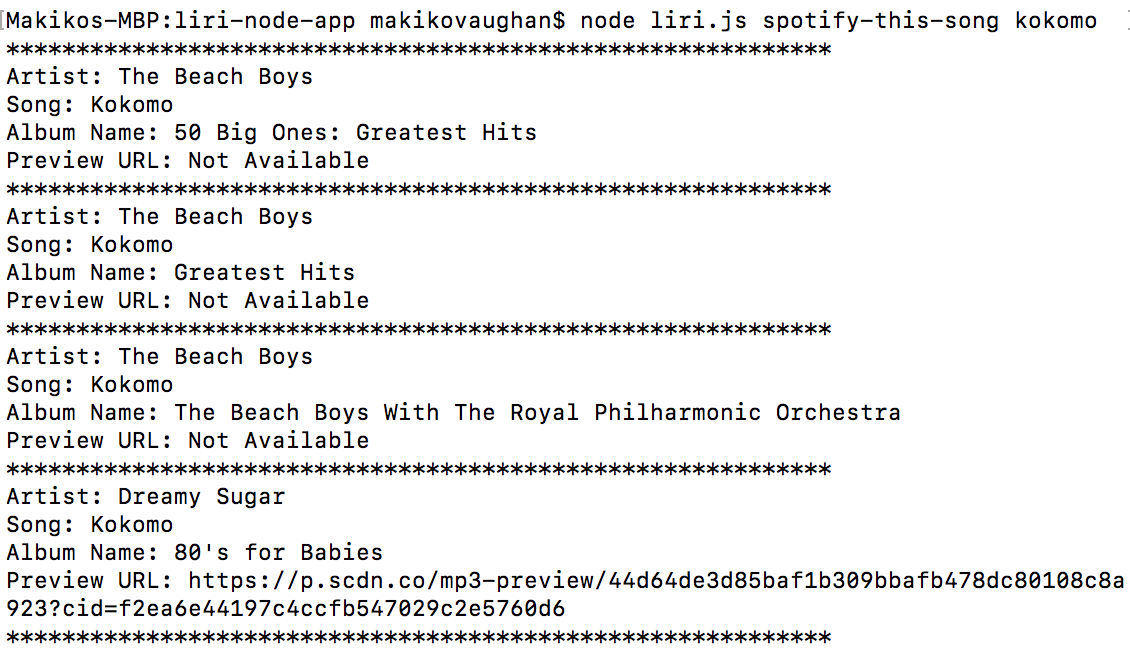 Makikos-MBP:liri-node-app makikovaughan$ node liri.js spotify-this-song kokomo
***********************************************************
Artist: The Beach Boys
Song: Kokomo
Album Name: 50 Big Ones: Greatest Hits
Preview URL: Not Available
***********************************************************
Artist: The Beach Boys
Song: Kokomo
Album Name: Greatest Hits
Preview URL: Not Available
***********************************************************
Artist: The Beach Boys
Song: Kokomo
Album Name: The Beach Boys With The Royal Philharmonic Orchestra
Preview URL: Not Available
***********************************************************
Artist: Dreamy Sugar
Song: Kokomo
Album Name: 80's for Babies
Preview URL: https://p.scdn.co/mp3-preview/44d64de3d85baf1b309bbafb478dc80108c8a
923?cid=f2ea6e44197c4ccfb547029c2e5760d6
***********************************************************